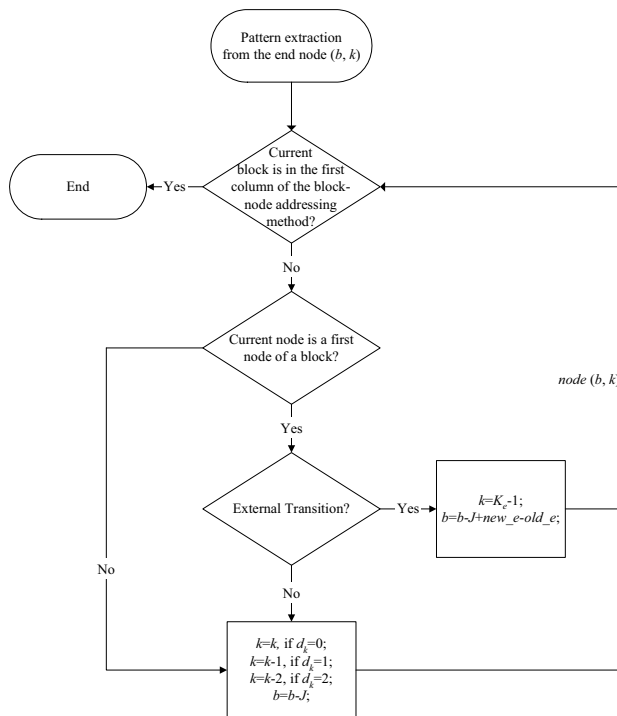 Pattern extraction
from the end node (b, k)
Current
block is in the first
column of the block-
node addressing
method?
Yes
End
No
Current node is a first
node of a block?
node (b, k)
Yes
External Transition?
Yes
k=Ke-1;
b=b-J+new_e-old_e;
No
No
k=k, if dk=0;
k=k-1, if dk=1;
k=k-2, if dk=2;
b=b-J;